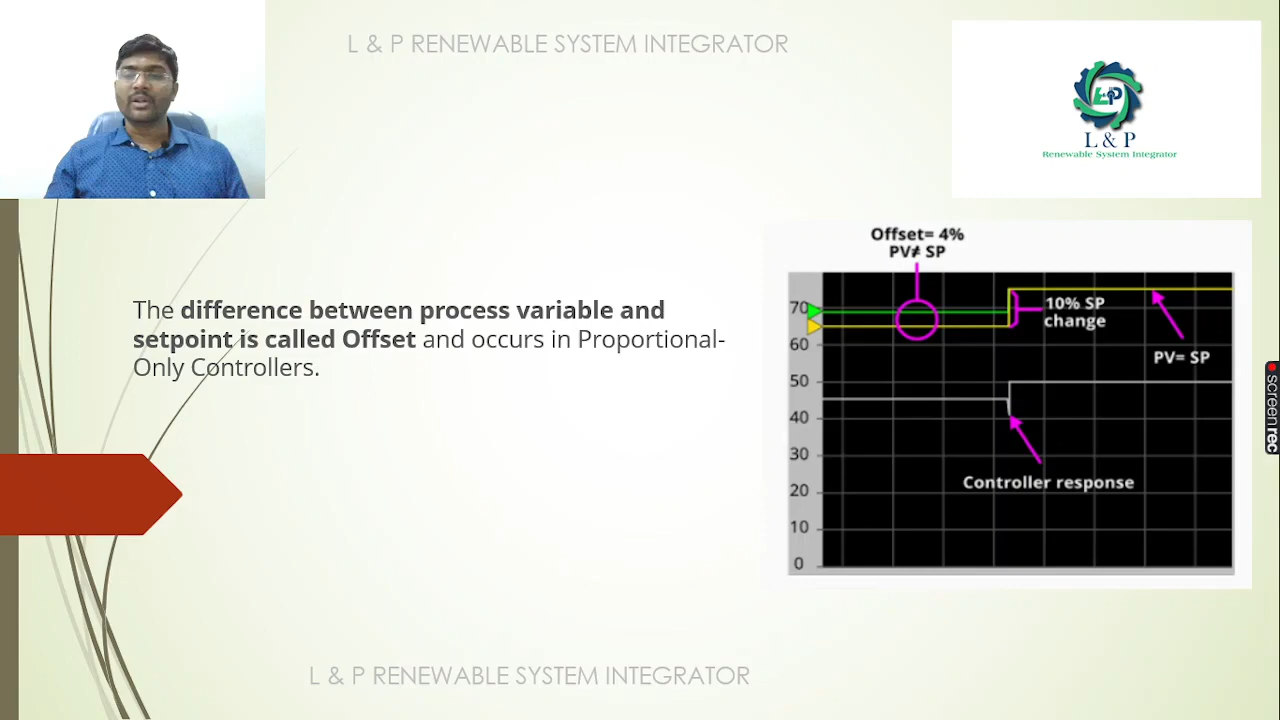 L & P RENEWABLE SYSTEM INTEGRATOR
L & P
L & P
Renewable System Integrator
The difference between process variable and
setpoint is called Offset and occurs in Proportional-
Only Controllers.
Offset= 4%
PV≠ SP
10% SP
change
PV= SP
Controller response
70
60
50
40
30
20
10
0
screenrec
L & P RENEWABLE SYSTEM INTEGRATOR